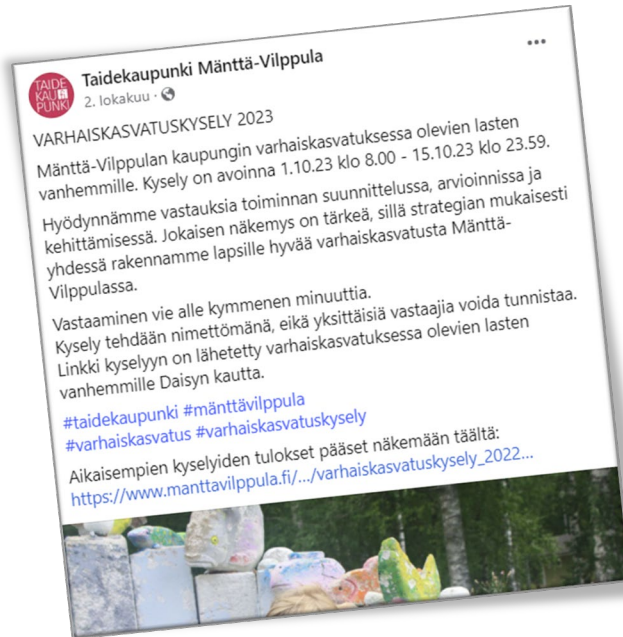 TAIDE
KAU
PUNKI
Taidekaupunki Mänttä-Vilppula
2. lokakuu ·
VARHAISKASVATUSKYSELY 2023
Mänttä-Vilppulan kaupungin varhaiskasvatuksessa olevien lasten
vanhemmille. Kysely on avoinna 1.10.23 klo 8.00 - 15.10.23 klo 23.59.
Hyödynnämme vastauksia toiminnan suunnittelussa, arvioinnissa ja
kehittämisessä. Jokaisen näkemys on tärkeä, sillä strategian mukaisesti
yhdessä rakennamme lapsille hyvää varhaiskasvatusta Mänttä-
Vilppulassa.
Vastaaminen vie alle kymmenen minuuttia.
Kysely tehdään nimettömänä, eikä yksittäisiä vastaajia voida tunnistaa.
Linkki kyselyyn on lähetetty varhaiskasvatuksessa olevien lasten
vanhemmille Daisyn kautta.
#taidekaupunki #mänttävilppula
#varhaiskasvatus #varhaiskasvatuskysely
Aikaisempien kyselyiden tulokset pääset näkemään täältä:
https://www.manttavilppula.fi/.../varhaiskasvatuskysely_2022...